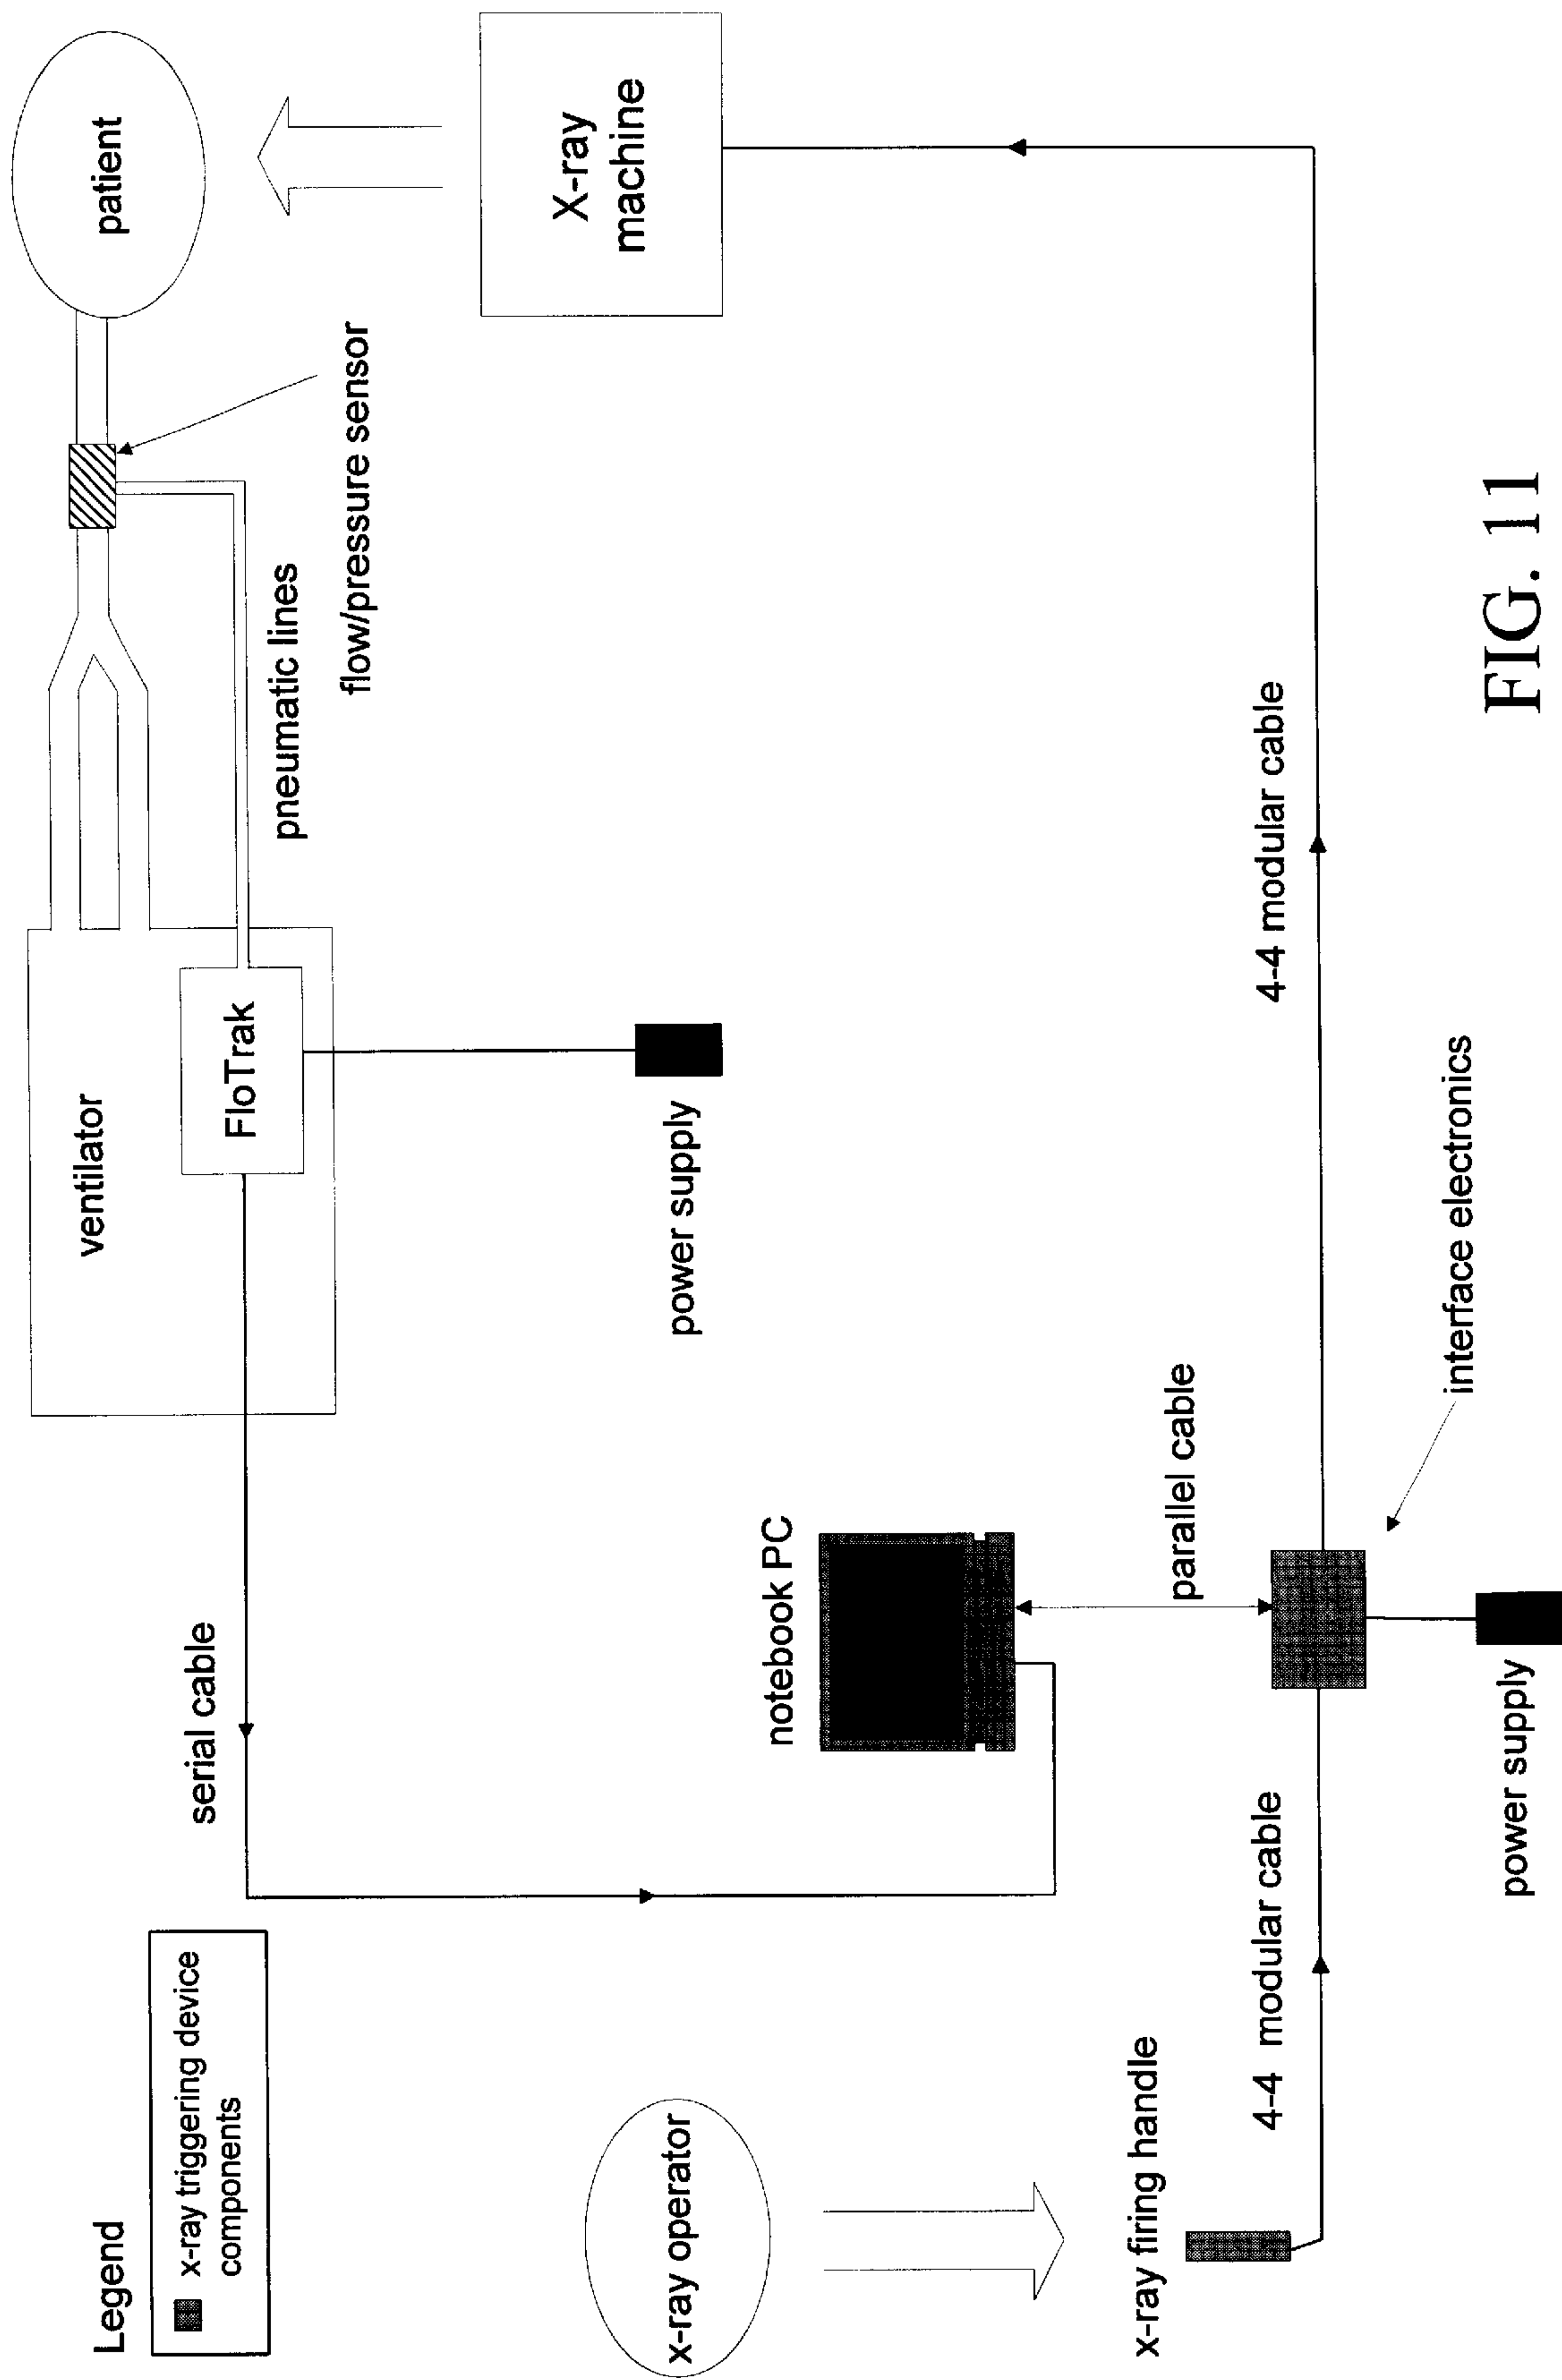 Legend
x-ray triggering device
components
x-ray operator
x-ray firing handle
4-4 modular cable
serial cable
notebook PC
parallel cable
power supply
interface electronics
ventilator
FloTrak
power supply
4-4 modular cable
pneumatic lines
flow/pressure sensor
patient
X-ray
machine
FIG. 11